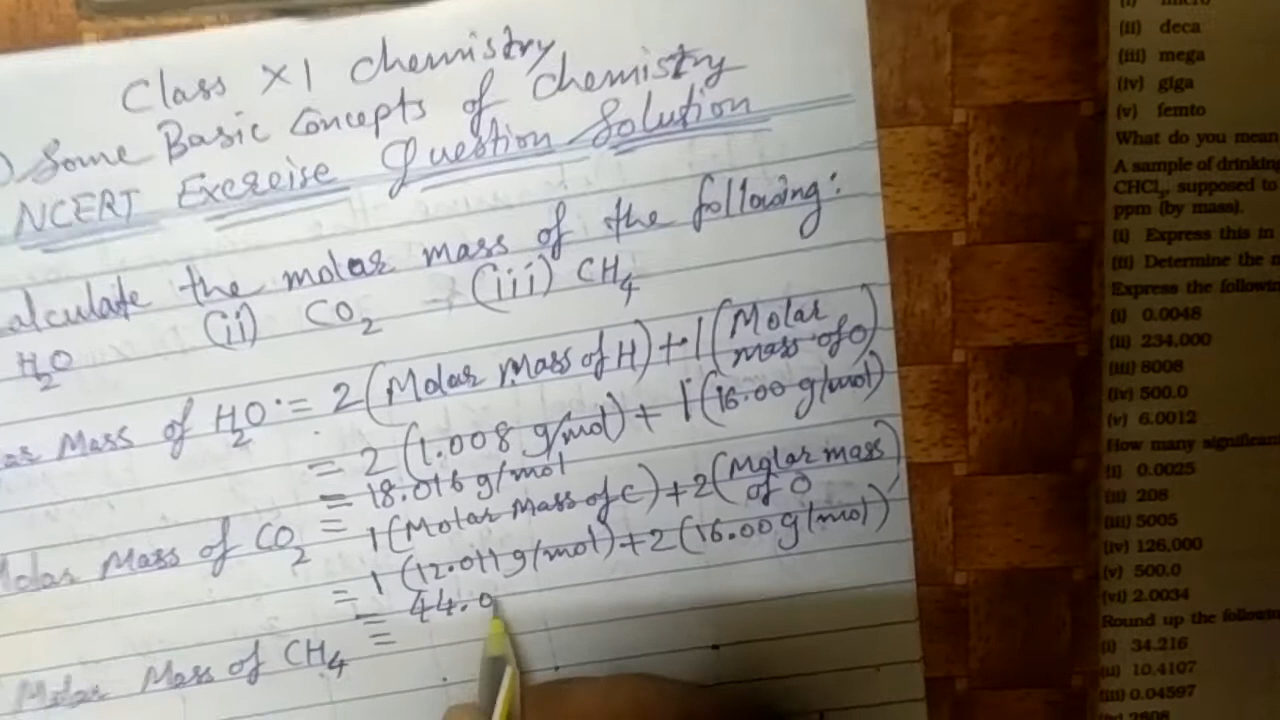 Class XI Chemistry
) Some Basic Concepts of Chemistry
NCERT Exercise Question Solution
alculate the molar mass of the following:
H2O (ii) CO2 (iii) CH4
Mass of H2O = 2 (Molar Mass of H) + 1 (Molar mass of O)
= 2 (1.008 g/mol) + 1 (16.00 g/mol)
= 18.016 g/mol
Molar Mass of CO2 = 1 (Molar Mass of C) + 2 (Molar mass of O)
= 1 (12.011 g/mol) + 2 (16.00 g/mol)
= 44.0
Molar Mass of CH4 =
(ii) deca
(iii) mega
(iv) giga
(v) femto
What do you mean
A sample of drinking
CHCl3, supposed to
ppm (by mass).
(i) Express this in
(ii) Determine the
Express the followin
(i) 0.0048
(ii) 234,000
(iii) 8008
(iv) 500.0
(v) 6.0012
How many significan
(i) 0.0025
(ii) 208
(iii) 5005
(iv) 126,000
(v) 500.0
(vi) 2.0034
Round up the followi
(i) 34.216
(ii) 10.4107
(iii) 0.04597